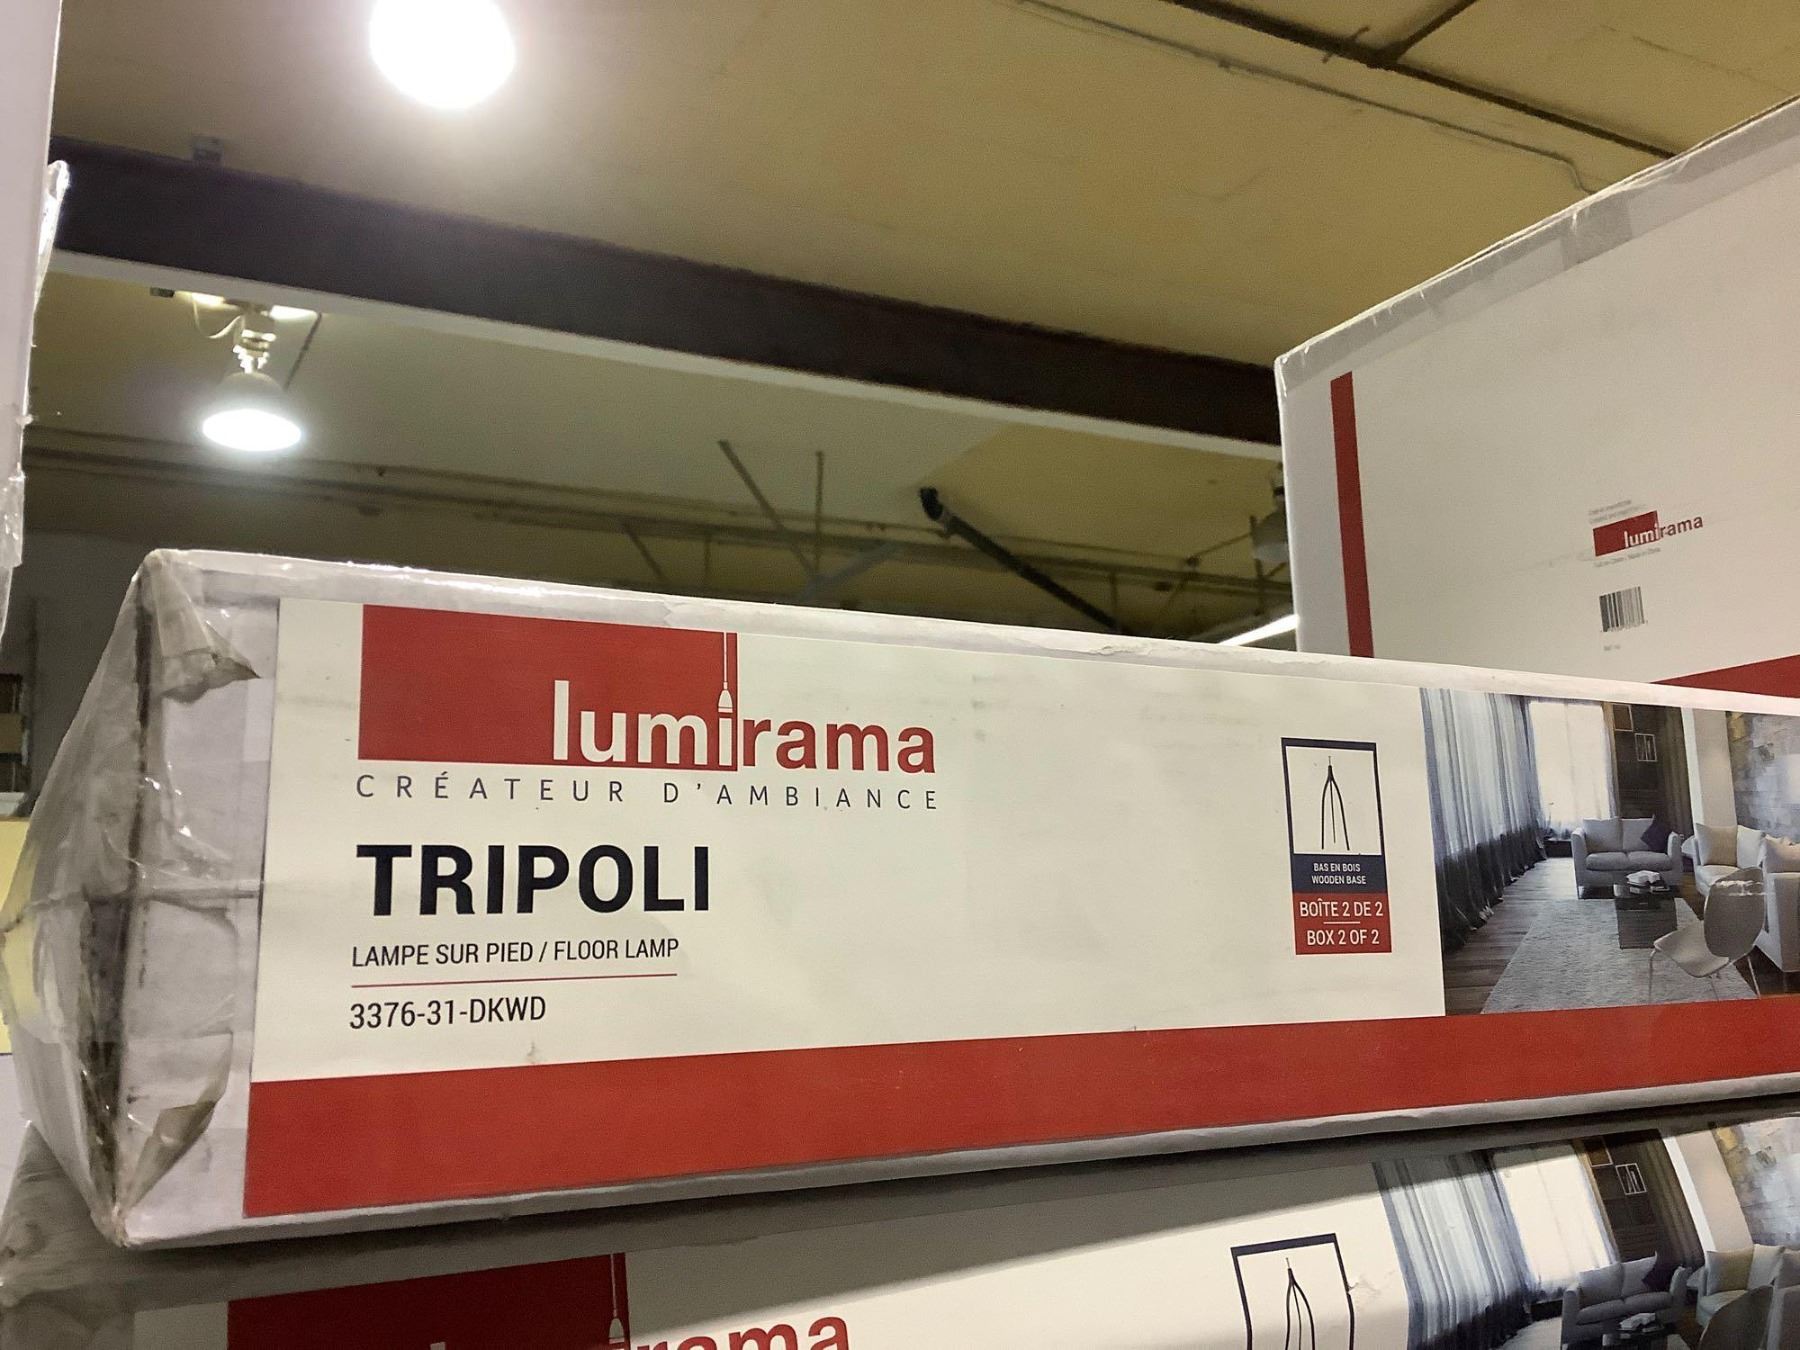 lumirama
CRÉATEUR D'AMBIANCE
TRIPOLI
LAMPE SUR PIED / FLOOR LAMP
3376-31-DKWD
BAS EN BOIS
WOODEN BASE
BOÎTE 2 DE 2
BOX 2 OF 2
lumirama
rama